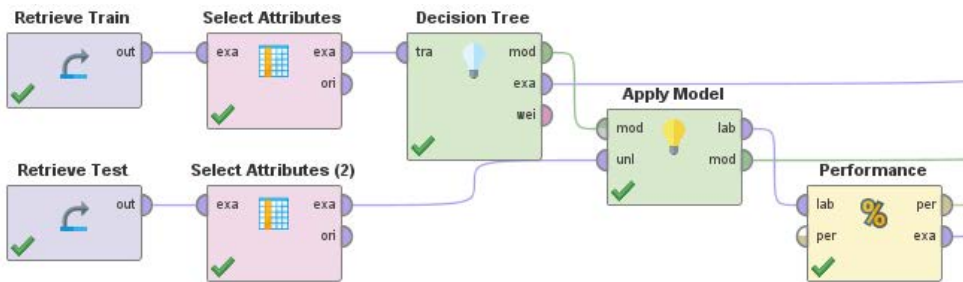 Retrieve Train
out
Select Attributes
exa exa
ori
Decision Tree
tra mod
exa
wei
Apply Model
mod lab
unl mod
Retrieve Test
out
Select Attributes (2)
exa exa
ori
Performance
%
lab per
per exa